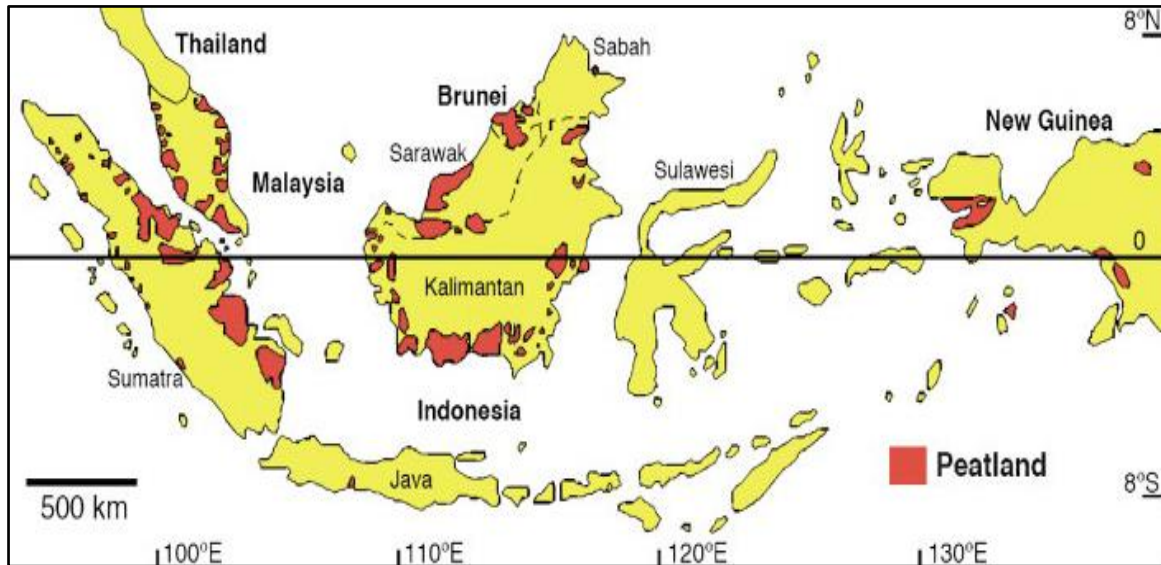 8°N
Thailand
Sabah
Brunei
New Guinea
Sarawak
Sulawesi
Malaysia
0
Kalimantan
Sumatra
Indonesia
Peatland
Java
8°S
500 km
100°E
110°E
120°E
130°E